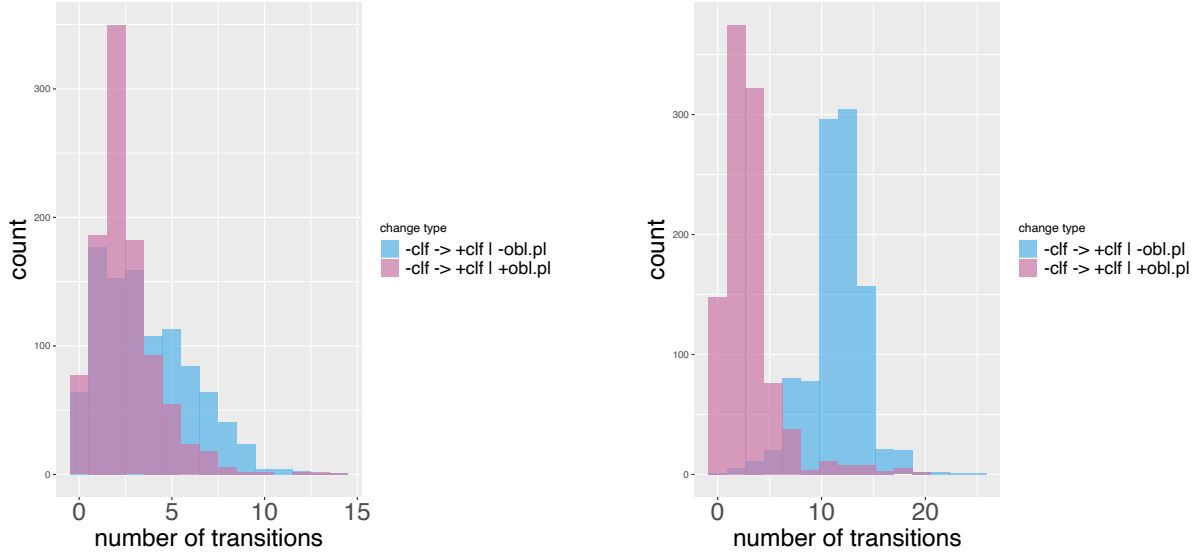 300
200
100
0
count
0 5 10 15
number of transitions
change type
-clf -> +clf | -obl.pl
-clf -> +clf | +obl.pl
300
200
100
0
count
0 10 20
number of transitions
change type
-clf -> +clf | -obl.pl
-clf -> +clf | +obl.pl